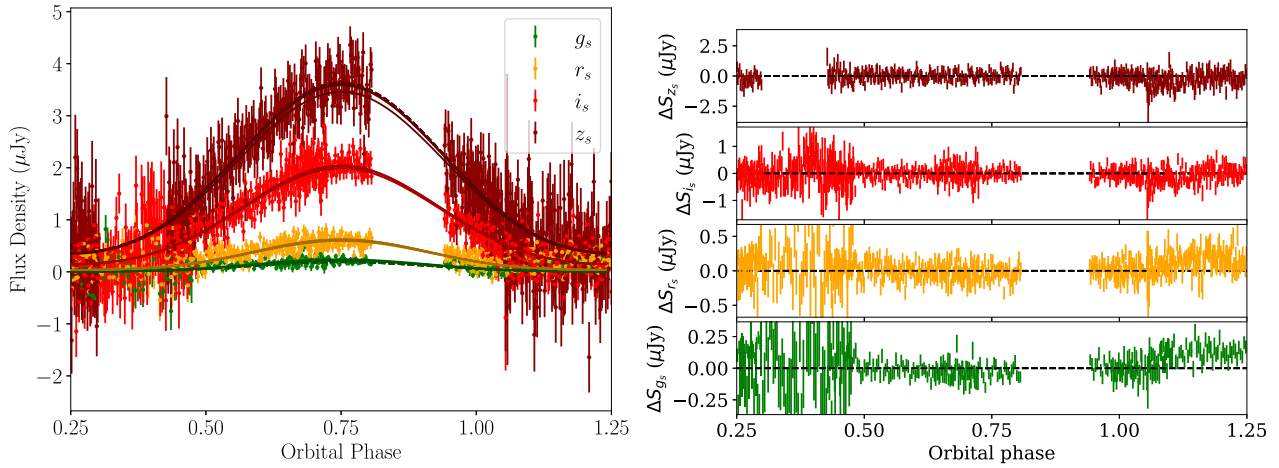 5
4
3
2
1
0
−1
−2
Flux Density (μJy)
0.25
0.50
0.75
1.00
1.25
Orbital Phase
g_s
r_s
i_s
z_s
2.5
0.0
−2.5
ΔS_{z_s} (μJy)
1
0
−1
ΔS_{i_s} (μJy)
0.5
0.0
−0.5
ΔS_{r_s} (μJy)
0.25
0.00
−0.25
ΔS_{g_s} (μJy)
0.25
0.50
0.75
1.00
1.25
Orbital phase